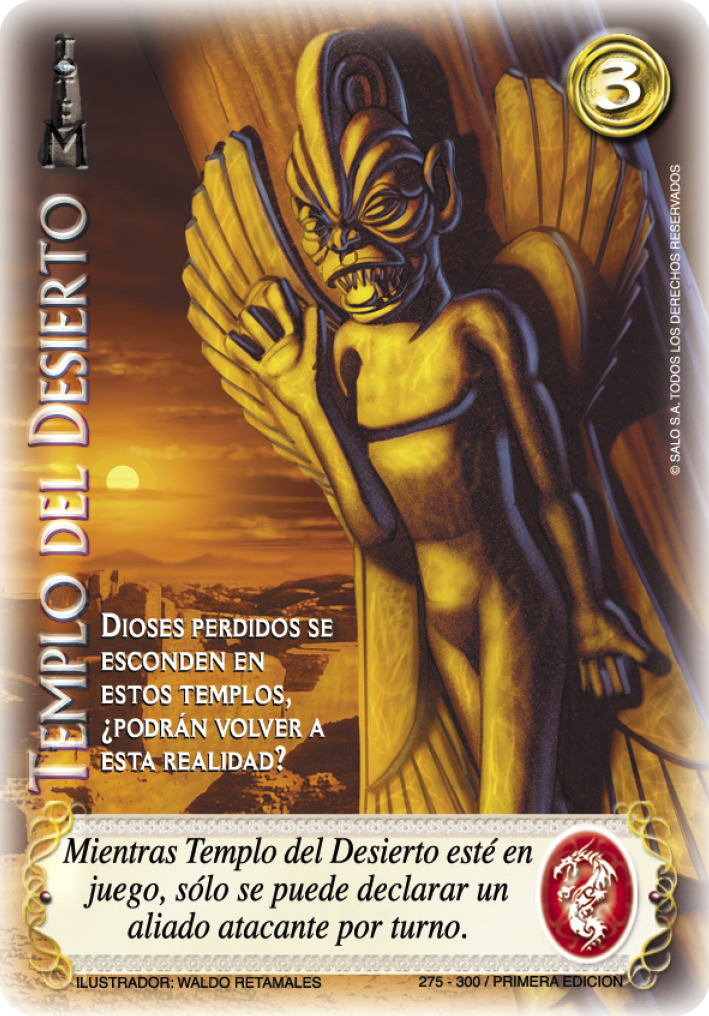 TOTEM
3
TEMPLO DEL DESIERTO
© SALO S.A. TODOS LOS DERECHOS RESERVADOS
DIOSES PERDIDOS SE
ESCONDEN EN
ESTOS TEMPLOS,
¿PODRÁN VOLVER A
ESTA REALIDAD?
Mientras Templo del Desierto esté en
juego, sólo se puede declarar un
aliado atacante por turno.
ILUSTRADOR: WALDO RETAMALES
275 - 300 / PRIMERA EDICION